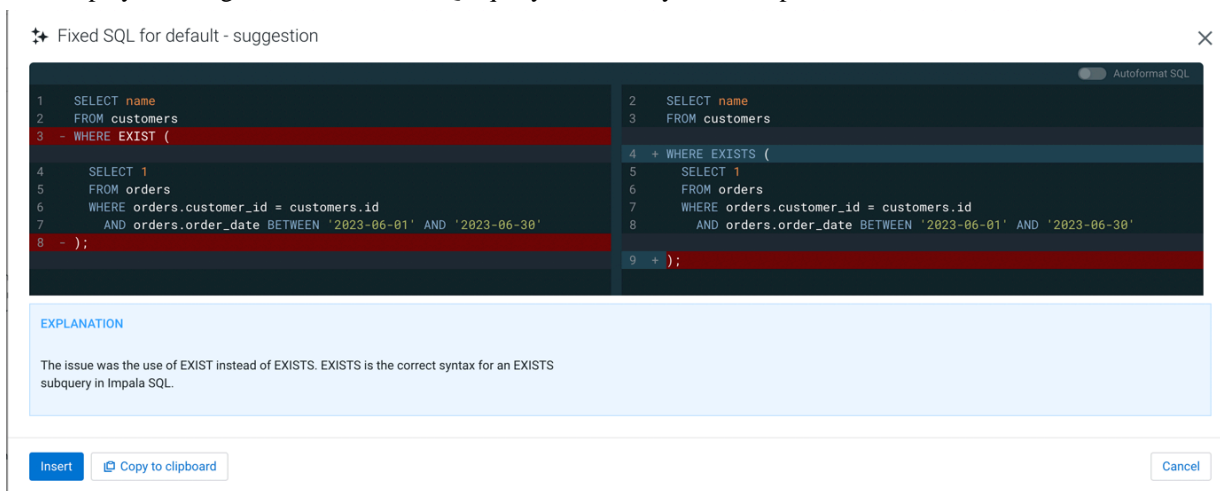 Fixed SQL for default - suggestion
Autoformat SQL
1 SELECT name
2 FROM customers
3 - WHERE EXIST (
4 SELECT 1
5 FROM orders
6 WHERE orders.customer_id = customers.id
7 AND orders.order_date BETWEEN '2023-06-01' AND '2023-06-30'
8 - );
2 SELECT name
3 FROM customers
4 + WHERE EXISTS (
5 SELECT 1
6 FROM orders
7 WHERE orders.customer_id = customers.id
8 AND orders.order_date BETWEEN '2023-06-01' AND '2023-06-30'
9 + );
EXPLANATION
The issue was the use of EXIST instead of EXISTS. EXISTS is the correct syntax for an EXISTS
subquery in Impala SQL.
Insert
Copy to clipboard
Cancel